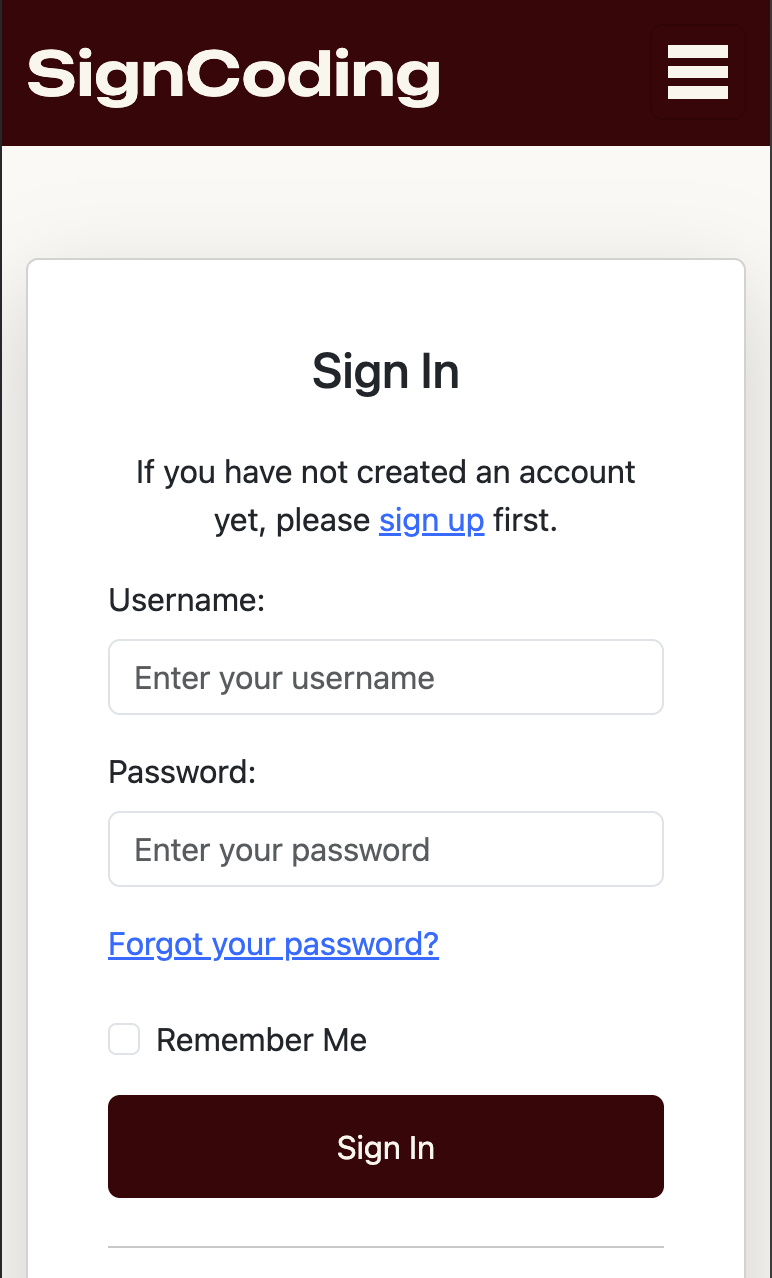 SignCoding
Sign In
If you have not created an account
yet, please sign up first.
Username:
Enter your username
Password:
Enter your password
Forgot your password?
Remember Me
Sign In